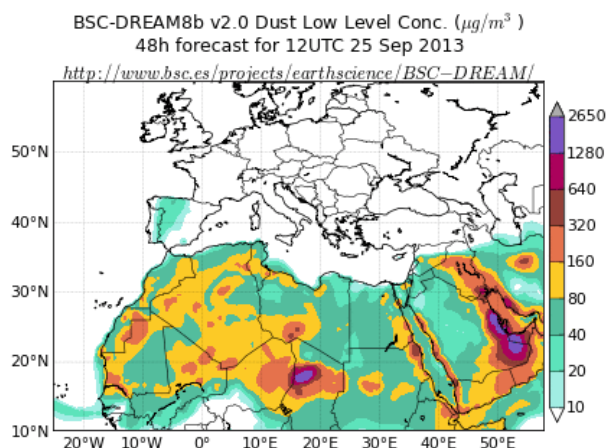 BSC-DREAM8b v2.0 Dust Low Level Conc. (μg/m³ )
48h forecast for 12UTC 25 Sep 2013
http://www.bsc.es/projects/earthscience/BSC−DREAM/
2650
1280
640
320
160
80
40
20
10
50°N
40°N
30°N
20°N
10°N
20°W 10°W 0° 10°E 20°E 30°E 40°E 50°E